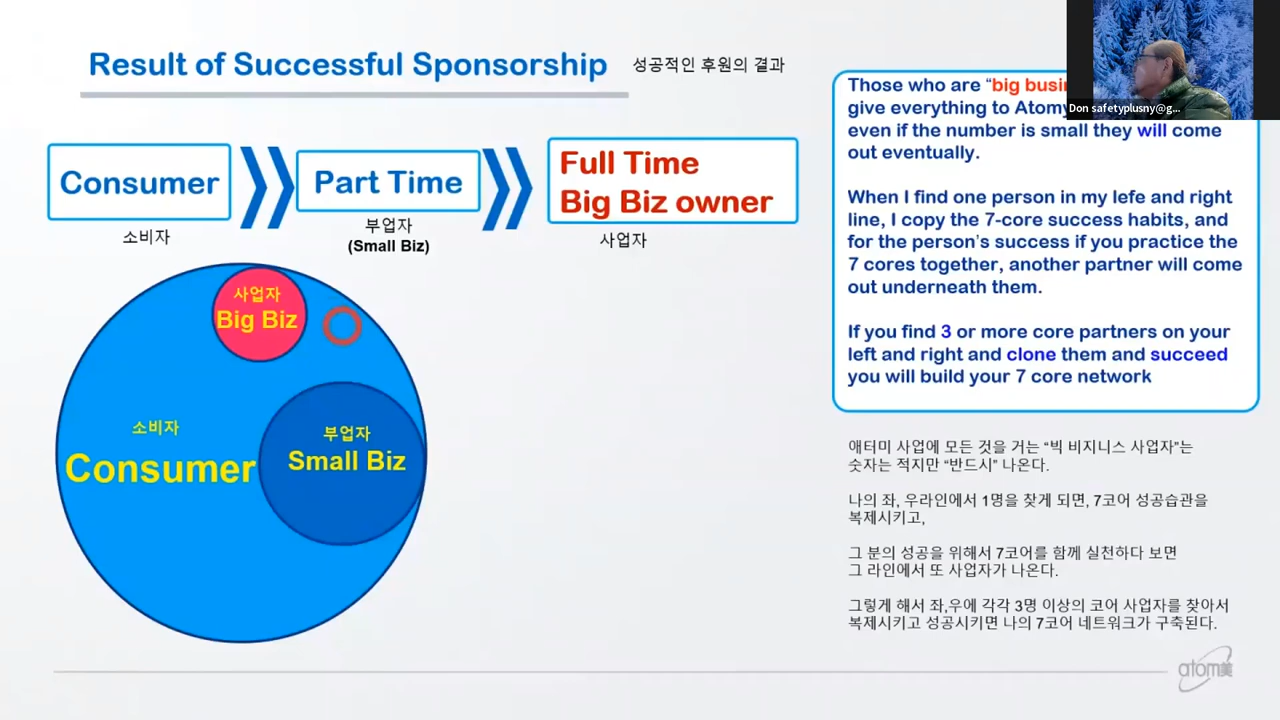 Result of Successful Sponsorship 성공적인 후원의 결과
Consumer
소비자
Part Time
부업자
(Small Biz)
Full Time
Big Biz owner
사업자
사업자
Big Biz
소비자
Consumer
부업자
Small Biz
Those who are “big busi
give everything to Atomy
even if the number is small they will come
out eventually.
When I find one person in my lefe and right
line, I copy the 7-core success habits, and
for the person's success if you practice the
7 cores together, another partner will come
out underneath them.
If you find 3 or more core partners on your
left and right and clone them and succeed
you will build your 7 core network
애터미 사업에 모든 것을 거는 “빅 비지니스 사업자”는
숫자는 적지만 “반드시” 나온다.
나의 좌, 우라인에서 1명을 찾게 되면, 7코어 성공습관을
복제시키고,
그 분의 성공을 위해서 7코어를 함께 실천하다 보면
그 라인에서 또 사업자가 나온다.
그렇게 해서 좌,우에 각각 3명 이상의 코어 사업자를 찾아서
복제시키고 성공시키면 나의 7코어 네트워크가 구축된다.
Don safetyplusny@g...
atom美